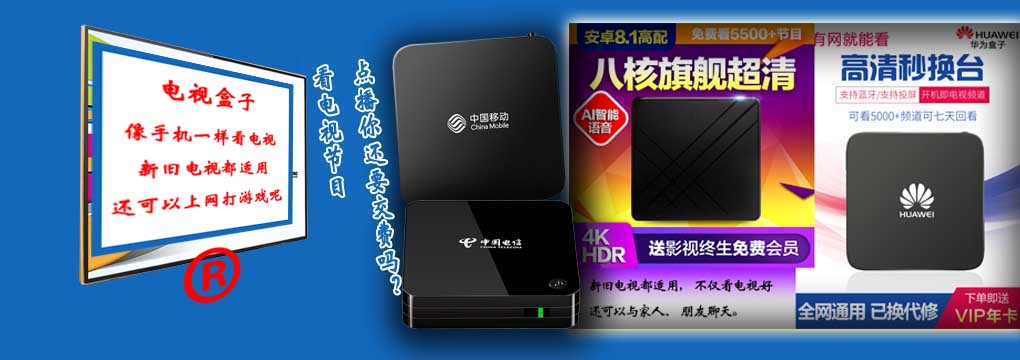 电视盒子
像手机一样看电视
新旧电视都适用
还可以上网打游戏呢
®
点播你还要交费吗？
看电视节目
中国移动
China Mobile
中国电信
CHINA TELECOM
安卓8.1高配
免费看5500+节目
八核旗舰超清
AI智能
语音
4K
HDR
送影视终生免费会员
新旧电视都适用，不仅看电视好
还可以与家人、朋友聊天。
有网就能看
HUAWEI
华为盒子
高清秒换台
支持蓝牙/支持投屏
开机即电视频道
可看5000+频道可七天回看
HUAWEI
全网通用 已换代修
下单即送
VIP年卡